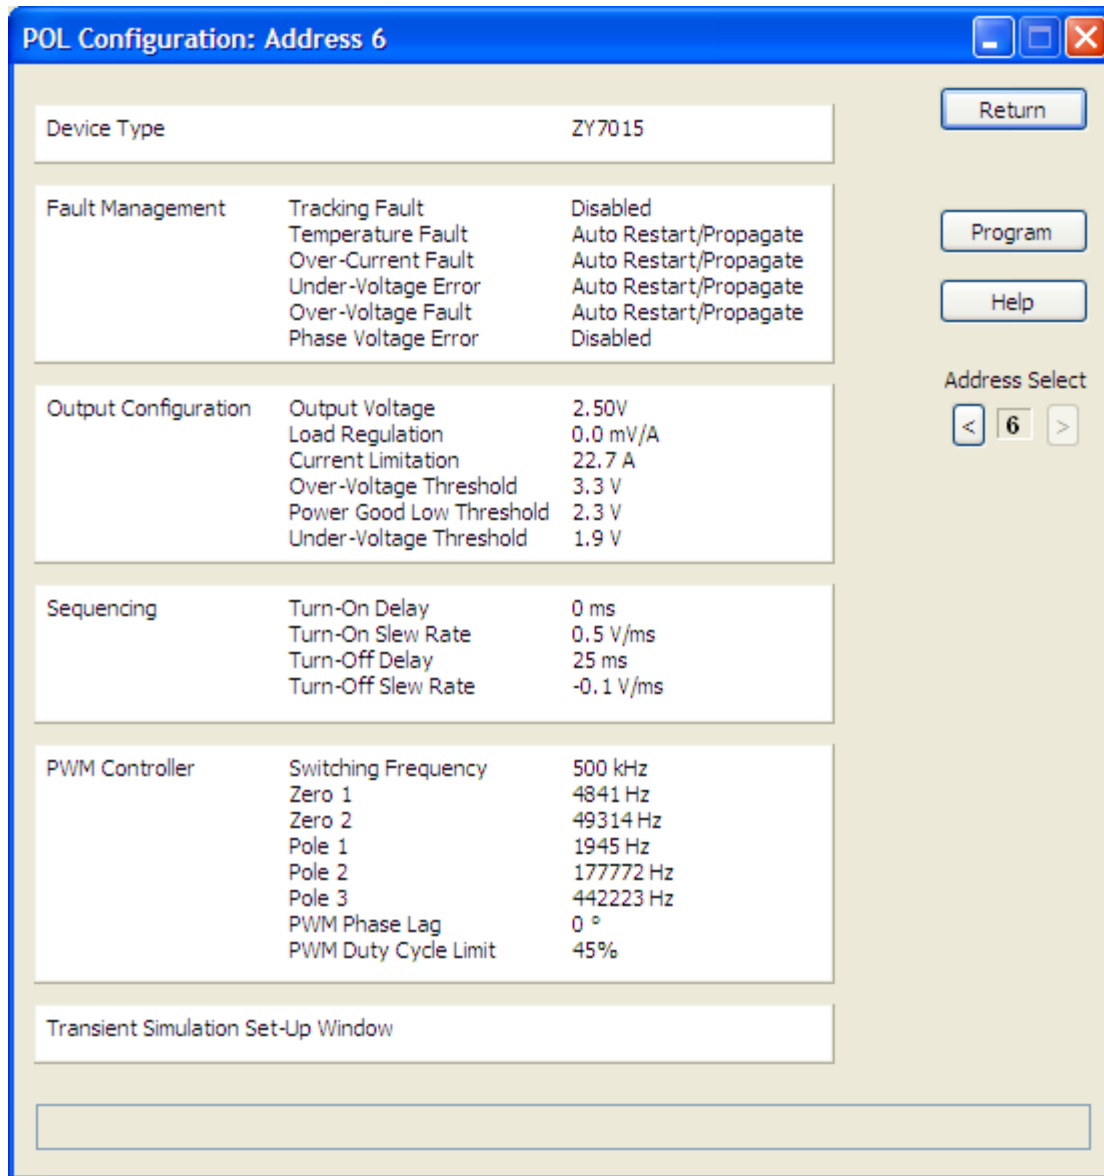 POL Configuration: Address 6
Return
Device Type ZY7015
Fault Management Tracking Fault Disabled
Temperature Fault Auto Restart/Propagate
Over-Current Fault Auto Restart/Propagate
Under-Voltage Error Auto Restart/Propagate
Over-Voltage Fault Auto Restart/Propagate
Phase Voltage Error Disabled
Program
Help
Address Select
< 6 >
Output Configuration Output Voltage 2.50V
Load Regulation 0.0 mV/A
Current Limitation 22.7 A
Over-Voltage Threshold 3.3 V
Power Good Low Threshold 2.3 V
Under-Voltage Threshold 1.9 V
Sequencing Turn-On Delay 0 ms
Turn-On Slew Rate 0.5 V/ms
Turn-Off Delay 25 ms
Turn-Off Slew Rate -0.1 V/ms
PWM Controller Switching Frequency 500 kHz
Zero 1 4841 Hz
Zero 2 49314 Hz
Pole 1 1945 Hz
Pole 2 177772 Hz
Pole 3 442223 Hz
PWM Phase Lag 0 °
PWM Duty Cycle Limit 45%
Transient Simulation Set-Up Window